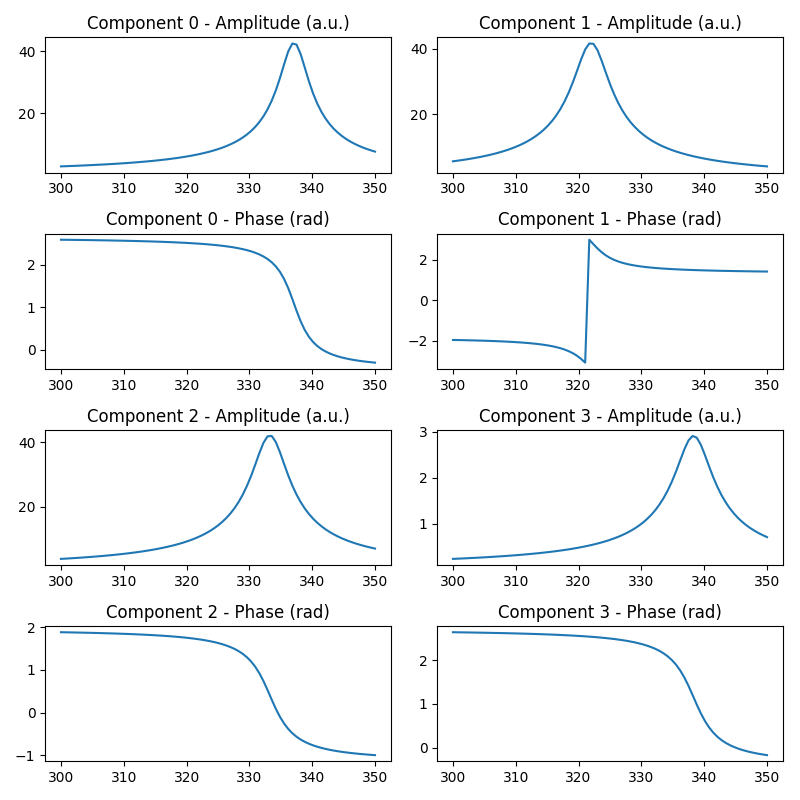 Component 0 - Amplitude (a.u.)
Component 1 - Amplitude (a.u.)
40
20
300 310 320 330 340 350
40
20
300 310 320 330 340 350
Component 0 - Phase (rad)
Component 1 - Phase (rad)
2
1
0
300 310 320 330 340 350
2
0
−2
300 310 320 330 340 350
Component 2 - Amplitude (a.u.)
Component 3 - Amplitude (a.u.)
40
20
300 310 320 330 340 350
3
2
1
300 310 320 330 340 350
Component 2 - Phase (rad)
Component 3 - Phase (rad)
2
1
0
−1
300 310 320 330 340 350
2
1
0
300 310 320 330 340 350